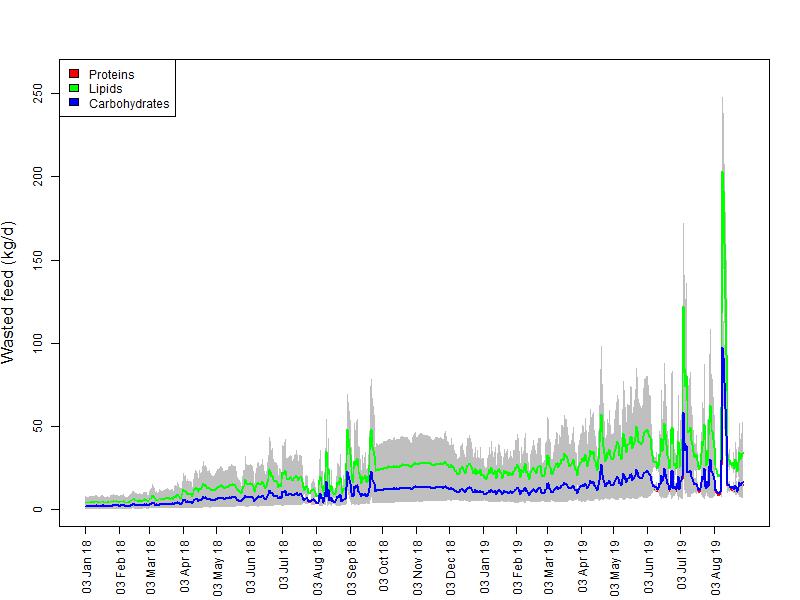 Proteins
Lipids
Carbohydrates
Wasted feed (kg/d)
250
200
150
100
50
0
03 Jan 18
03 Feb 18
03 Mar 18
03 Apr 18
03 May 18
03 Jun 18
03 Jul 18
03 Aug 18
03 Sep 18
03 Oct 18
03 Nov 18
03 Dec 18
03 Jan 19
03 Feb 19
03 Mar 19
03 Apr 19
03 May 19
03 Jun 19
03 Jul 19
03 Aug 19